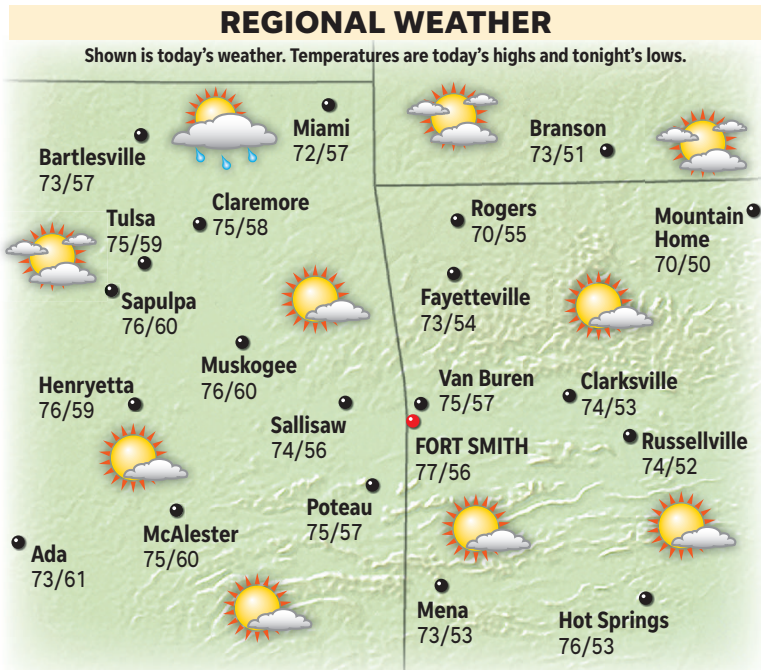 REGIONAL WEATHER
Shown is today's weather. Temperatures are today's highs and tonight's lows.
Bartlesville
73/57
Miami
72/57
Branson
73/51
Tulsa
75/59
Claremore
75/58
Rogers
70/55
Mountain
Home
70/50
Sapulpa
76/60
Fayetteville
73/54
Muskogee
76/60
Henryetta
76/59
Sallisaw
74/56
Van Buren
75/57
Clarksville
74/53
FORT SMITH
77/56
Russellville
74/52
Poteau
75/57
McAlester
75/60
Ada
73/61
Mena
73/53
Hot Springs
76/53